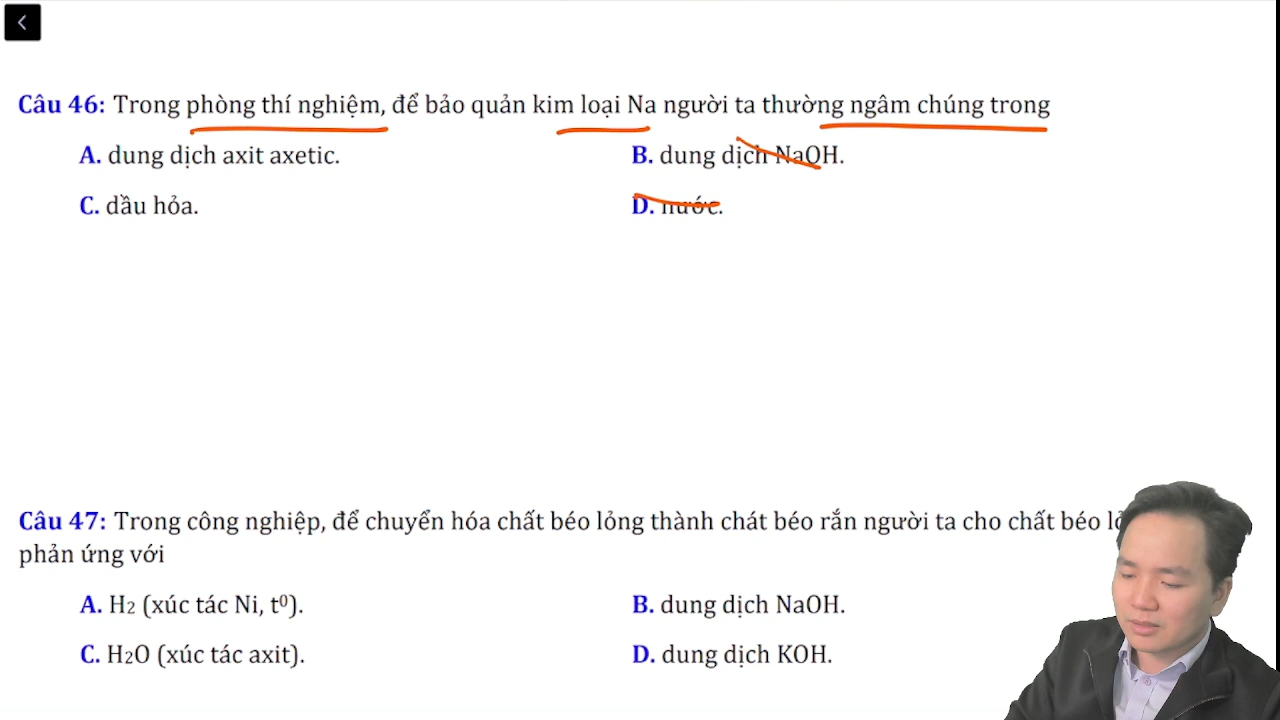 Câu 46: Trong phòng thí nghiệm, để bảo quản kim loại Na người ta thường ngâm chúng trong
A. dung dịch axit axetic. B. dung dịch NaOH.
C. dầu hỏa. D. nước.
Câu 47: Trong công nghiệp, để chuyển hóa chất béo lỏng thành chát béo rắn người ta cho chất béo
phản ứng với
A. H₂ (xúc tác Ni, t⁰). B. dung dịch NaOH.
C. H₂O (xúc tác axit). D. dung dịch KOH.